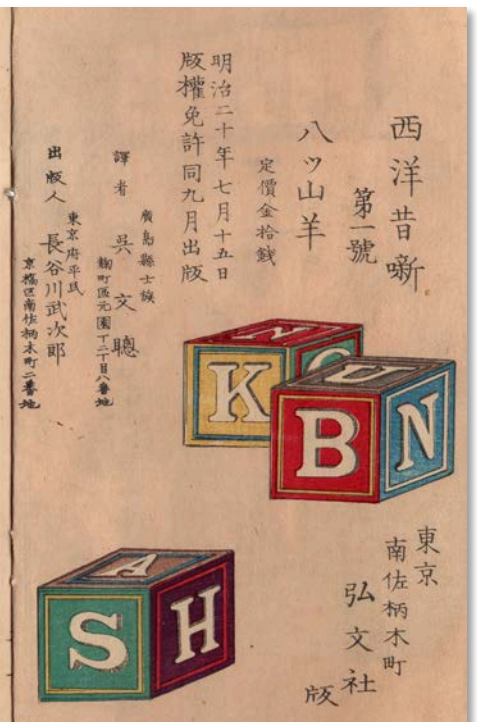 西洋昔噺
第一號
八ツ山羊
定價金拾錢
明治二十年七月十五日
版權免許同九月出版
廣島縣士族
譯者 吳文聰
麴町區元園丁二丁目八番地
東京府平民
出版人 長谷川武次郎
京橋區南佐柄木町二番地
N
K
C
U
B
N
東京
南佐柄木町
弘文社
版
A
S
H